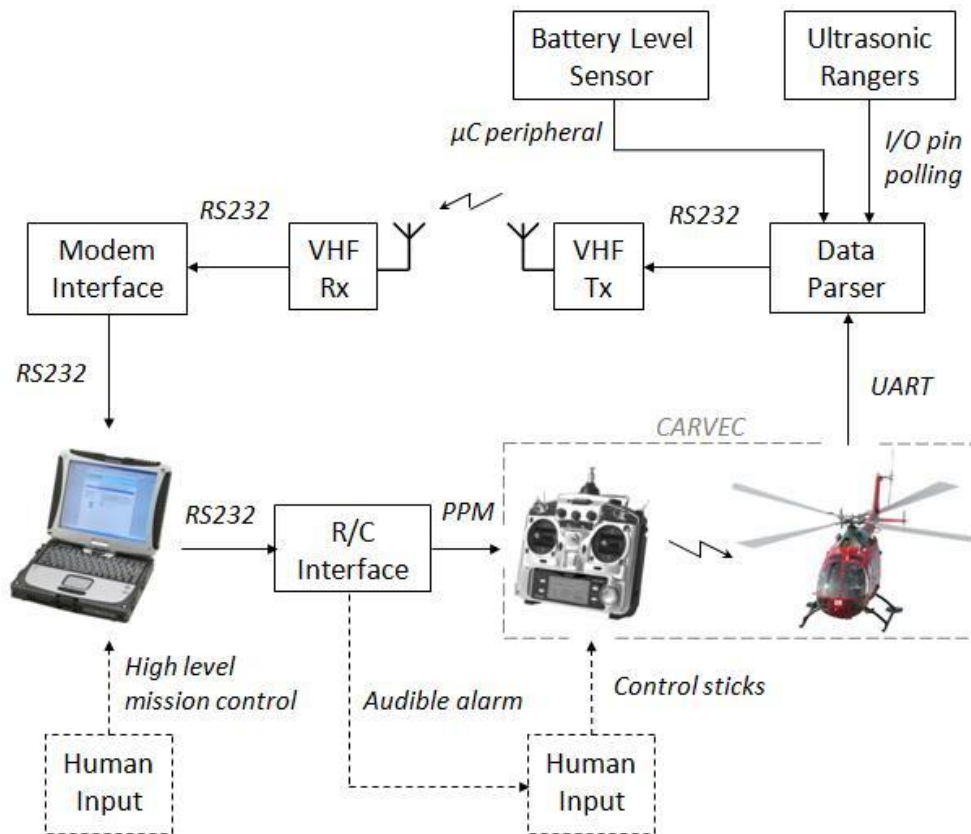 Battery Level
Sensor
Ultrasonic
Rangers
µC peripheral
I/O pin
polling
RS232
RS232
Modem
Interface
VHF
Rx
VHF
Tx
Data
Parser
RS232
UART
CARVEC
RS232
R/C
Interface
PPM
High level
mission control
Audible alarm
Control sticks
Human
Input
Human
Input